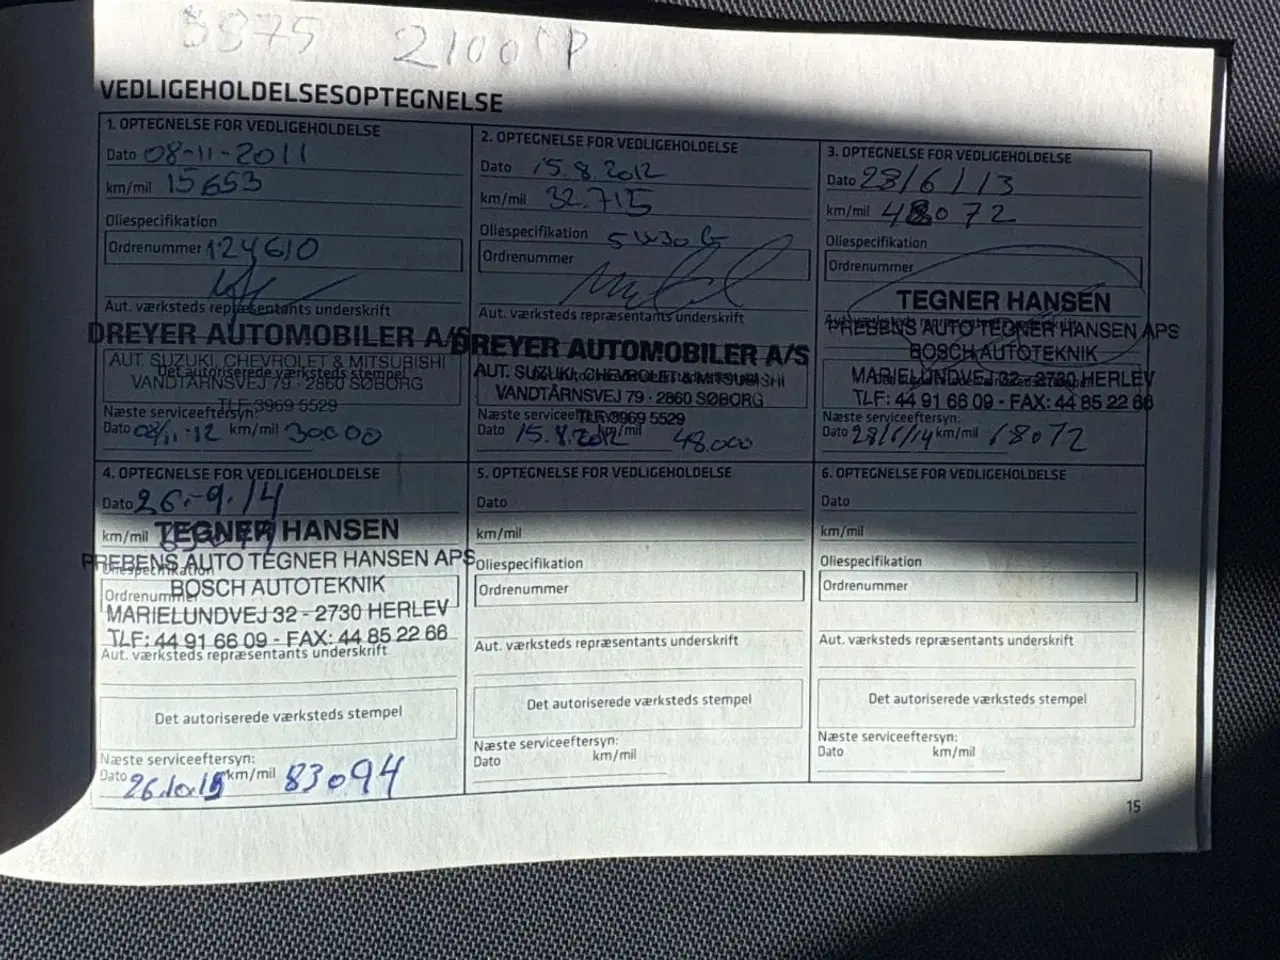 3875 2100 P
VEDLIGEHOLDELSESOPTEGNELSE
1. OPTEGNELSE FOR VEDLIGEHOLDELSE
Dato 08-11-2011
km/mil 15653
Oliespecifikation
Ordrenummer 124610
Aut. værksteds repræsentants underskrift
DREYER AUTOMOBILER A/S
AUT. SUZUKI, CHEVROLET & MITSUBISHI
Det autoriserede værksteds stempel
VANDTÅRNSVEJ 79 - 2860 SØBORG
TLF. 3969 5529
Næste serviceeftersyn:
Dato 08/11-12 km/mil 30000
2. OPTEGNELSE FOR VEDLIGEHOLDELSE
Dato 15.8.2012
km/mil 32.715
Oliespecifikation 5W30
Ordrenummer
Aut. værksteds repræsentants underskrift
DREYER AUTOMOBILER A/S
AUT. SUZUKI, CHEVROLET & MITSUBISHI
VANDTÅRNSVEJ 79 - 2860 SØBORG
TLF. 3969 5529
Næste serviceeftersyn:
Dato 15.8.2012 km/mil 48.000
3. OPTEGNELSE FOR VEDLIGEHOLDELSE
Dato 28/6/13
km/mil 48072
Oliespecifikation
Ordrenummer
TEGNER HANSEN
PREBENS AUTO TEGNER HANSEN APS
BOSCH AUTOTEKNIK
MARIELUNDVEJ 32 - 2730 HERLEV
TLF: 44 91 66 09 - FAX: 44 85 22 66
Næste serviceeftersyn:
Dato 28/6/14 km/mil 68072
4. OPTEGNELSE FOR VEDLIGEHOLDELSE
Dato 26.-9.14
km/mil
TEGNER HANSEN
PREBENS AUTO TEGNER HANSEN APS
Oliespecifikation
BOSCH AUTOTEKNIK
Ordrenummer
MARIELUNDVEJ 32 - 2730 HERLEV
TLF: 44 91 66 09 - FAX: 44 85 22 66
Aut. værksteds repræsentants underskrift
Det autoriserede værksteds stempel
Næste serviceeftersyn:
Dato 26.10.15 km/mil 83094
5. OPTEGNELSE FOR VEDLIGEHOLDELSE
Dato
km/mil
Oliespecifikation
Ordrenummer
Aut. værksteds repræsentants underskrift
Det autoriserede værksteds stempel
Næste serviceeftersyn:
Dato km/mil
6. OPTEGNELSE FOR VEDLIGEHOLDELSE
Dato
km/mil
Oliespecifikation
Ordrenummer
Aut. værksteds repræsentants underskrift
Det autoriserede værksteds stempel
Næste serviceeftersyn:
Dato km/mil
15